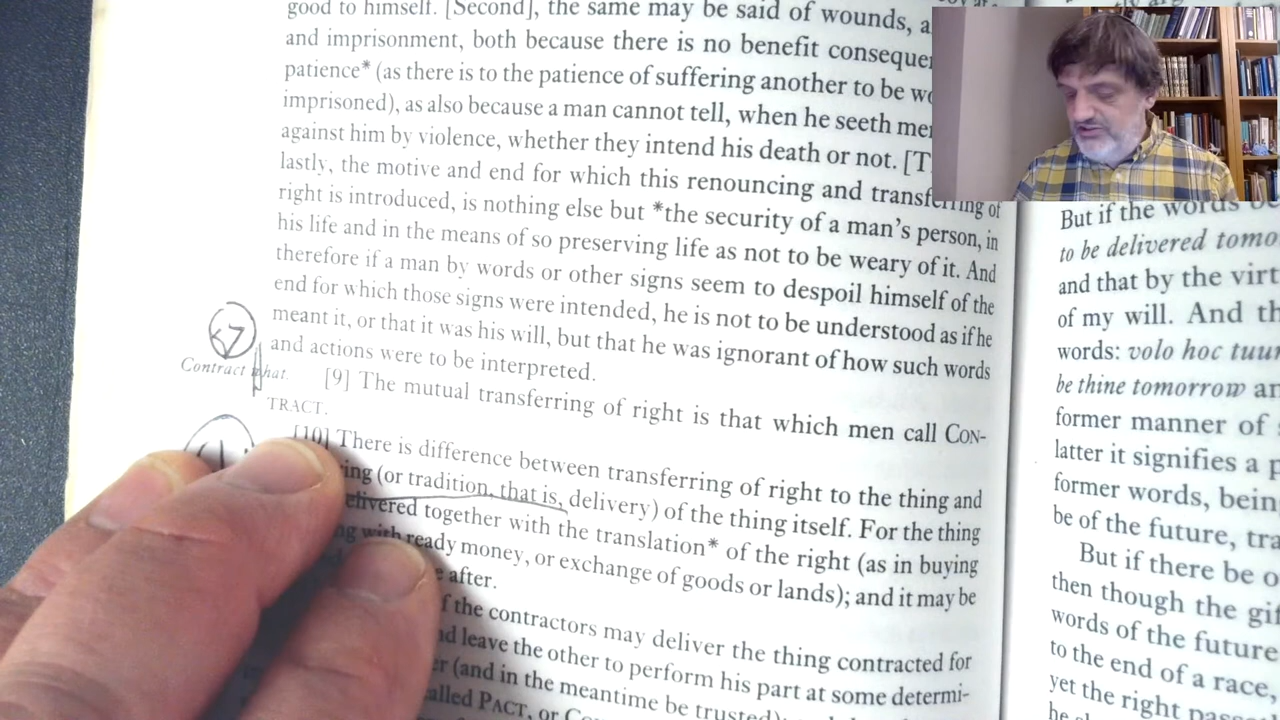 good to himself. [Second], the same may be said of wounds, a
and imprisonment, both because there is no benefit conseque
patience* (as there is to the patience of suffering another to be wo
imprisoned), as also because a man cannot tell, when he seeth me
against him by violence, whether they intend his death or not. [T
lastly, the motive and end for which this renouncing and transferring of
right is introduced, is nothing else but *the security of a man's person, in
his life and in the means of so preserving life as not to be weary of it. And
therefore if a man by words or other signs seem to despoil himself of the
end for which those signs were intended, he is not to be understood as if he
meant it, or that it was his will, but that he was ignorant of how such words
and actions were to be interpreted.
67
Contract what.
[9] The mutual transferring of right is that which men call CON-
TRACT.
[10] There is difference between transferring of right to the thing and
ring (or tradition, that is, delivery) of the thing itself. For the thing
elivered together with the translation* of the right (as in buying
ng with ready money, or exchange of goods or lands); and it may be
e after.
f the contractors may deliver the thing contracted for
nd leave the other to perform his part at some determi-
er (and in the meantime be trusted);
alled PACT, or
But if the words
to be delivered tomo
and that by the virt
of my will. And th
words: volo hoc tuu
be thine tomorrow an
former manner of
latter it signifies a p
former words, bein
be of the future, tra
But if there be o
then though the gif
words of the future
to the end of a race,
yet the right passe